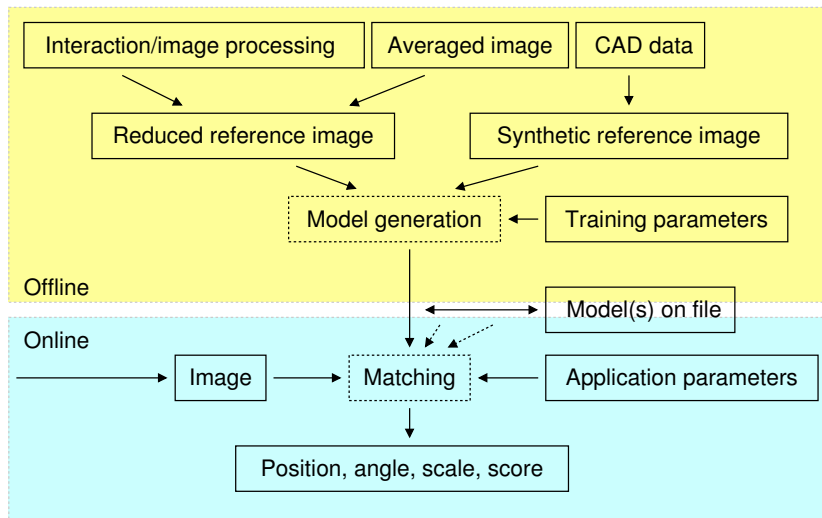 Interaction/image processing
Averaged image
CAD data
Reduced reference image
Synthetic reference image
Model generation
Training parameters
Offline
Model(s) on file
Online
Image
Matching
Application parameters
Position, angle, scale, score